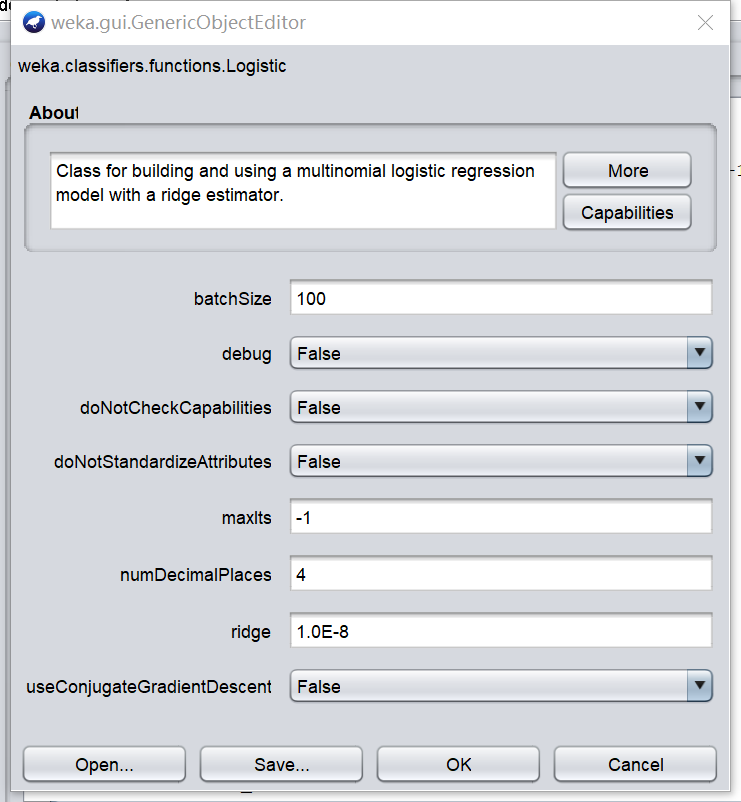 weka.gui.GenericObjectEditor
weka.classifiers.functions.Logistic
About
Class for building and using a multinomial logistic regression
model with a ridge estimator.
More
Capabilities
batchSize 100
debug False
doNotCheckCapabilities False
doNotStandardizeAttributes False
maxIts -1
numDecimalPlaces 4
ridge 1.0E-8
useConjugateGradientDescent False
Open... Save... OK Cancel